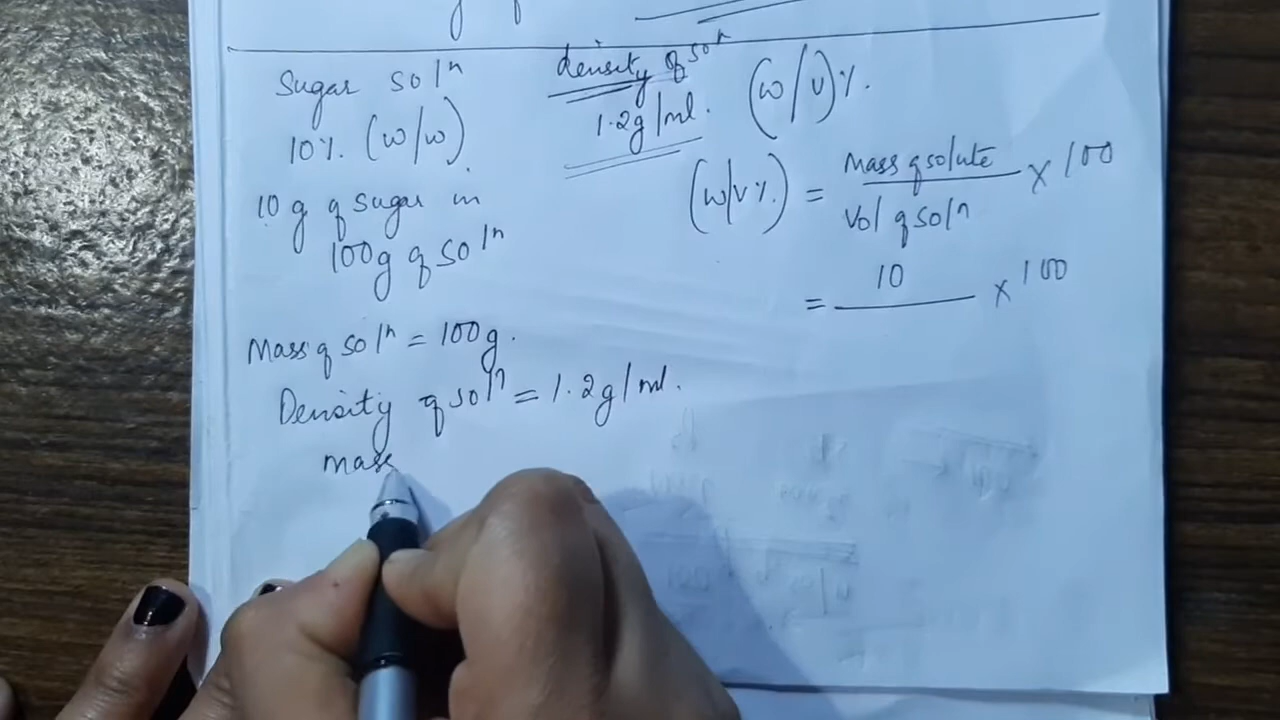 Sugar solⁿ
10%. (w/w)
10 g of sugar in
100g of solⁿ
density of solⁿ
1.2g/ml.
(w/v)%.
(w/v%.) = Mass of solute / Vol of solⁿ × 100
= 10 / × 100
Mass of solⁿ = 100g.
Density of solⁿ = 1.2g/ml.
mass